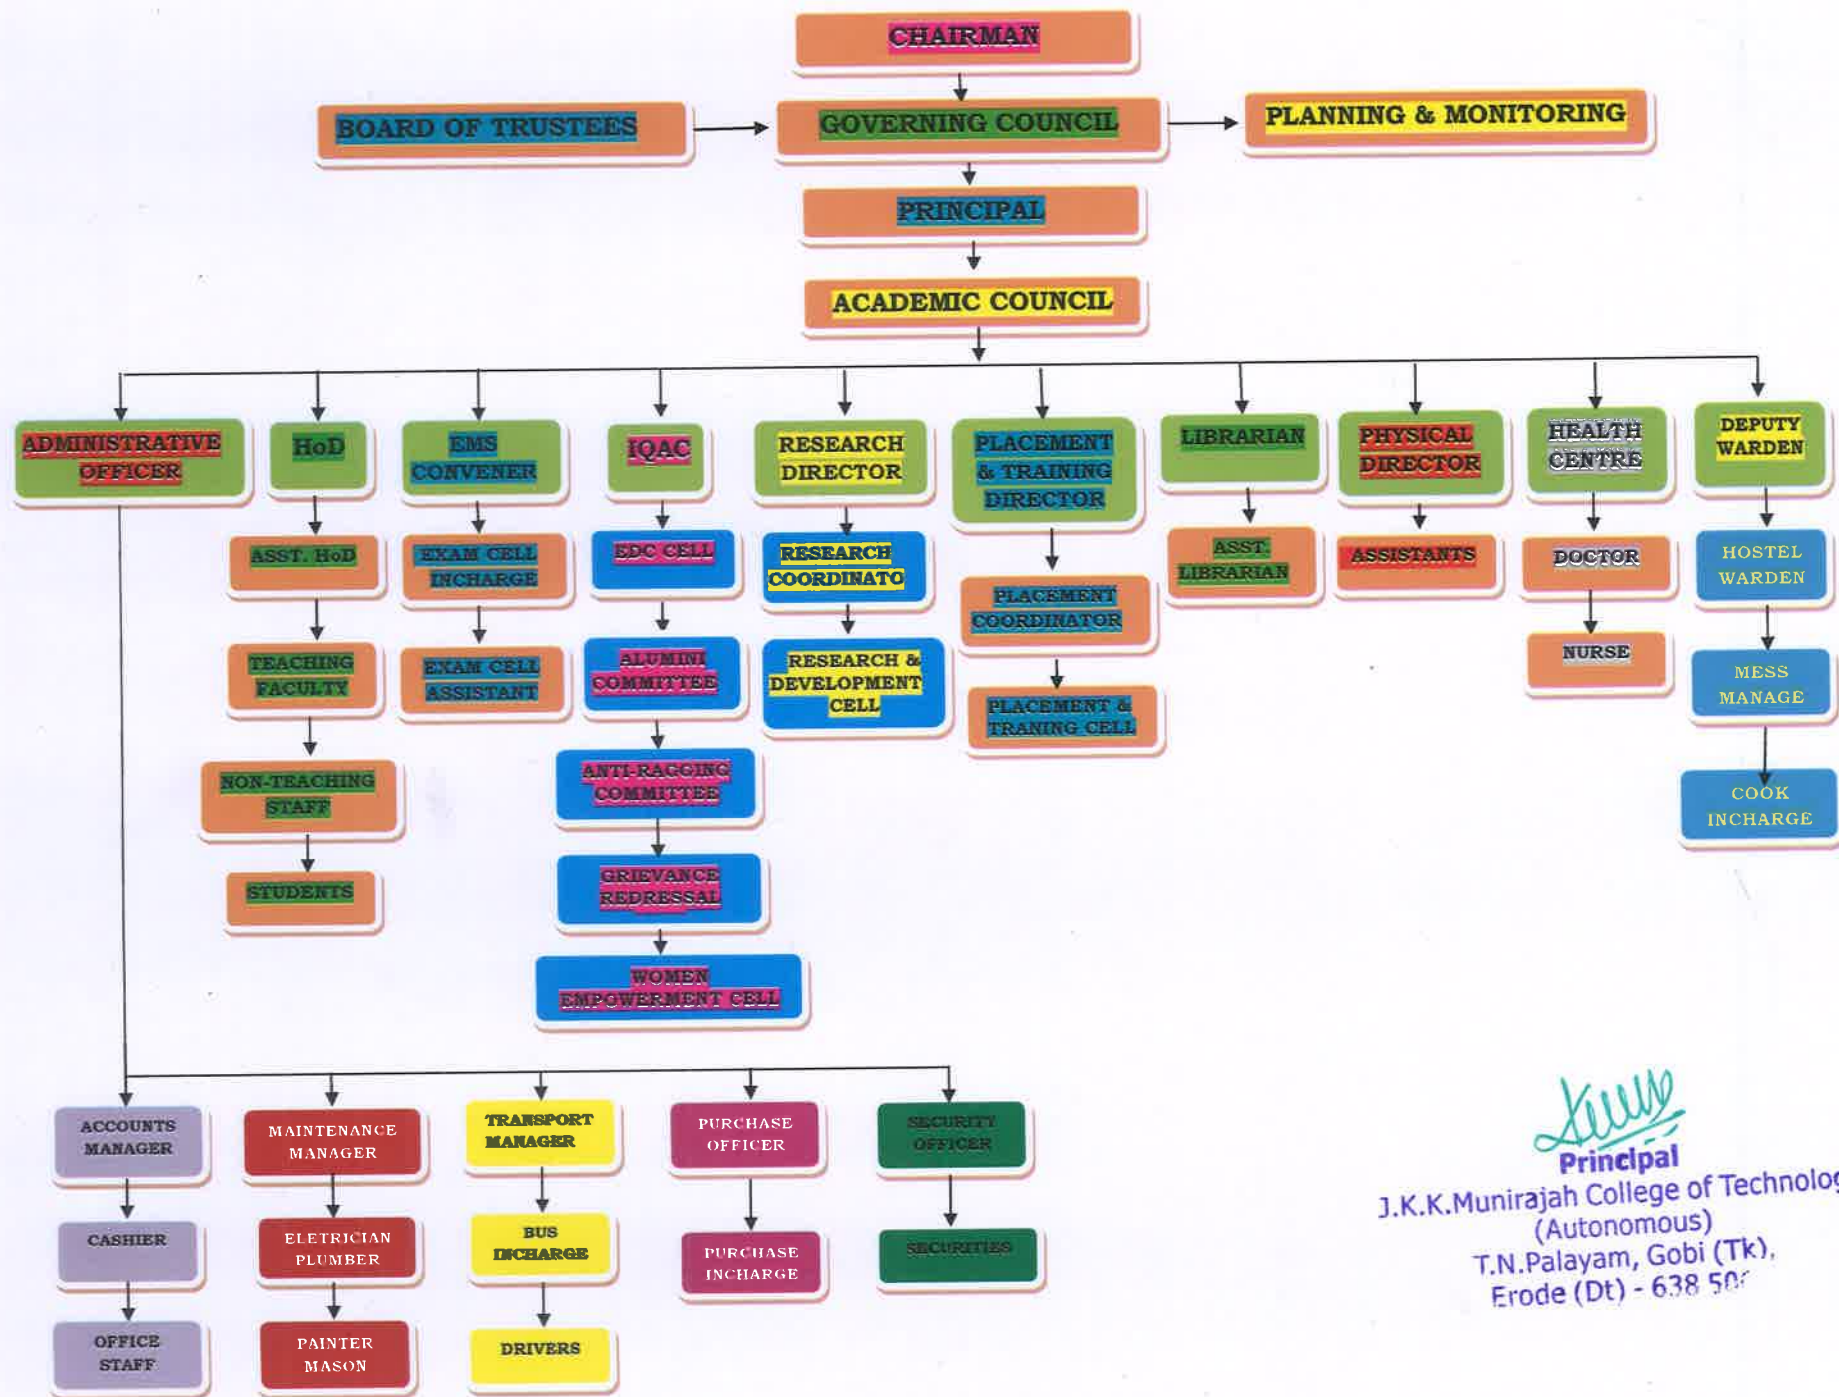 CHAIRMAN
BOARD OF TRUSTEES
GOVERNING COUNCIL
PLANNING & MONITORING
PRINCIPAL
ACADEMIC COUNCIL
ADMINISTRATIVE
OFFICER
HoD
EMS
CONVENER
IQAC
RESEARCH
DIRECTOR
PLACEMENT
& TRAINING
DIRECTOR
LIBRARIAN
PHYSICAL
DIRECTOR
HEALTH
CENTRE
DEPUTY
WARDEN
ASST. HoD
EXAM CELL
INCHARGE
EDC CELL
RESEARCH
COORDINATO
PLACEMENT
COORDINATOR
ASST.
LIBRARIAN
ASSISTANTS
DOCTOR
HOSTEL
WARDEN
TEACHING
FACULTY
EXAM CELL
ASSISTANT
ALUMINI
COMMITTEE
RESEARCH &
DEVELOPMENT
CELL
PLACEMENT &
TRANING CELL
NURSE
MESS
MANAGE
NON-TEACHING
STAFF
ANTI-RAGGING
COMMITTEE
COOK
INCHARGE
STUDENTS
GRIEVANCE
REDRESSAL
WOMEN
EMPOWERMENT CELL
ACCOUNTS
MANAGER
MAINTENANCE
MANAGER
TRANSPORT
MANAGER
PURCHASE
OFFICER
SECURITY
OFFICER
CASHIER
ELETRICIAN
PLUMBER
BUS
INCHARGE
PURCHASE
INCHARGE
SECURITIES
OFFICE
STAFF
PAINTER
MASON
DRIVERS
Principal
J.K.K.Munirajah College of Technolog
(Autonomous)
T.N.Palayam, Gobi (Tk),
Erode (Dt) - 638 50